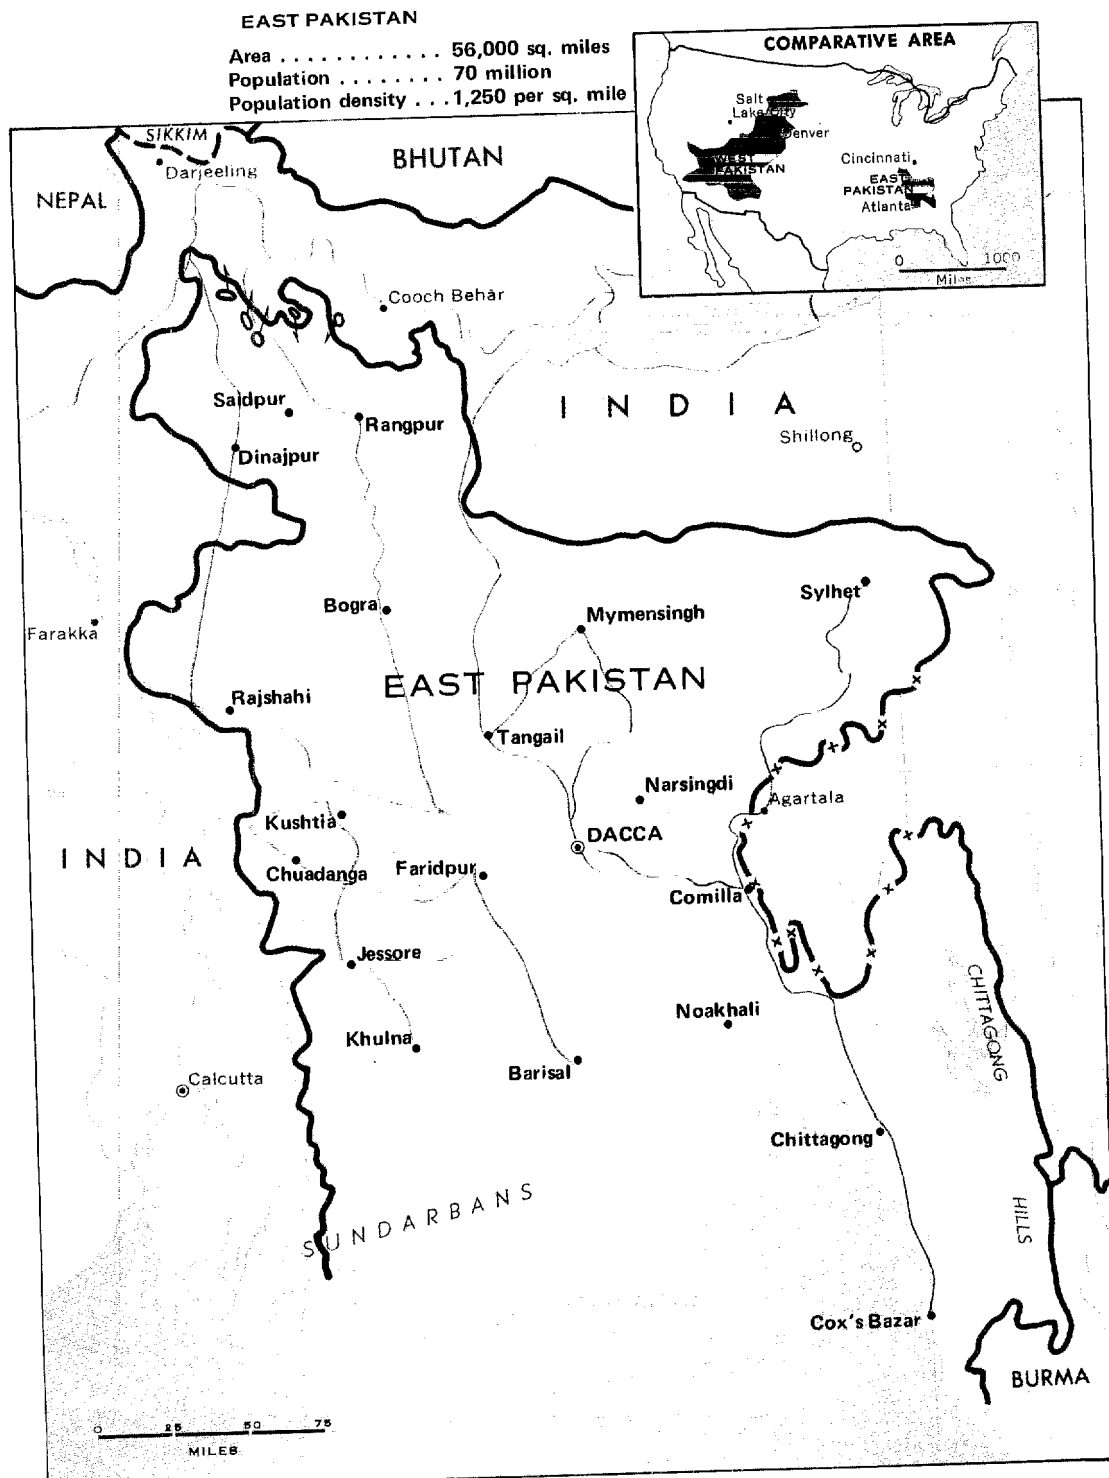 EAST PAKISTAN
Area . . . . . . . . . . . . . 56,000 sq. miles
Population . . . . . . . . 70 million
Population density . . . 1,250 per sq. mile
COMPARATIVE AREA
Salt
Lake City
Denver
WEST
PAKISTAN
Cincinnati
EAST
PAKISTAN
Atlanta
0 1000
Miles
SIKKIM
Darjeeling
BHUTAN
NEPAL
Cooch Behār
INDIA
Saidpur
Rangpur
Shillong
Dinajpur
Sylhet
Bogra
Mymensingh
Farakka
EAST PAKISTAN
Rajshahi
Tangail
Narsingdi
Agartala
Kushtia
DACCA
INDIA
Chuadanga
Faridpur
Comilla
Jessore
CHITTAGONG
Noakhali
Khulna
Barisal
Calcutta
Chittagong
SUNDARBANS
HILLS
Cox's Bazar
BURMA
0 25 50 75
MILES